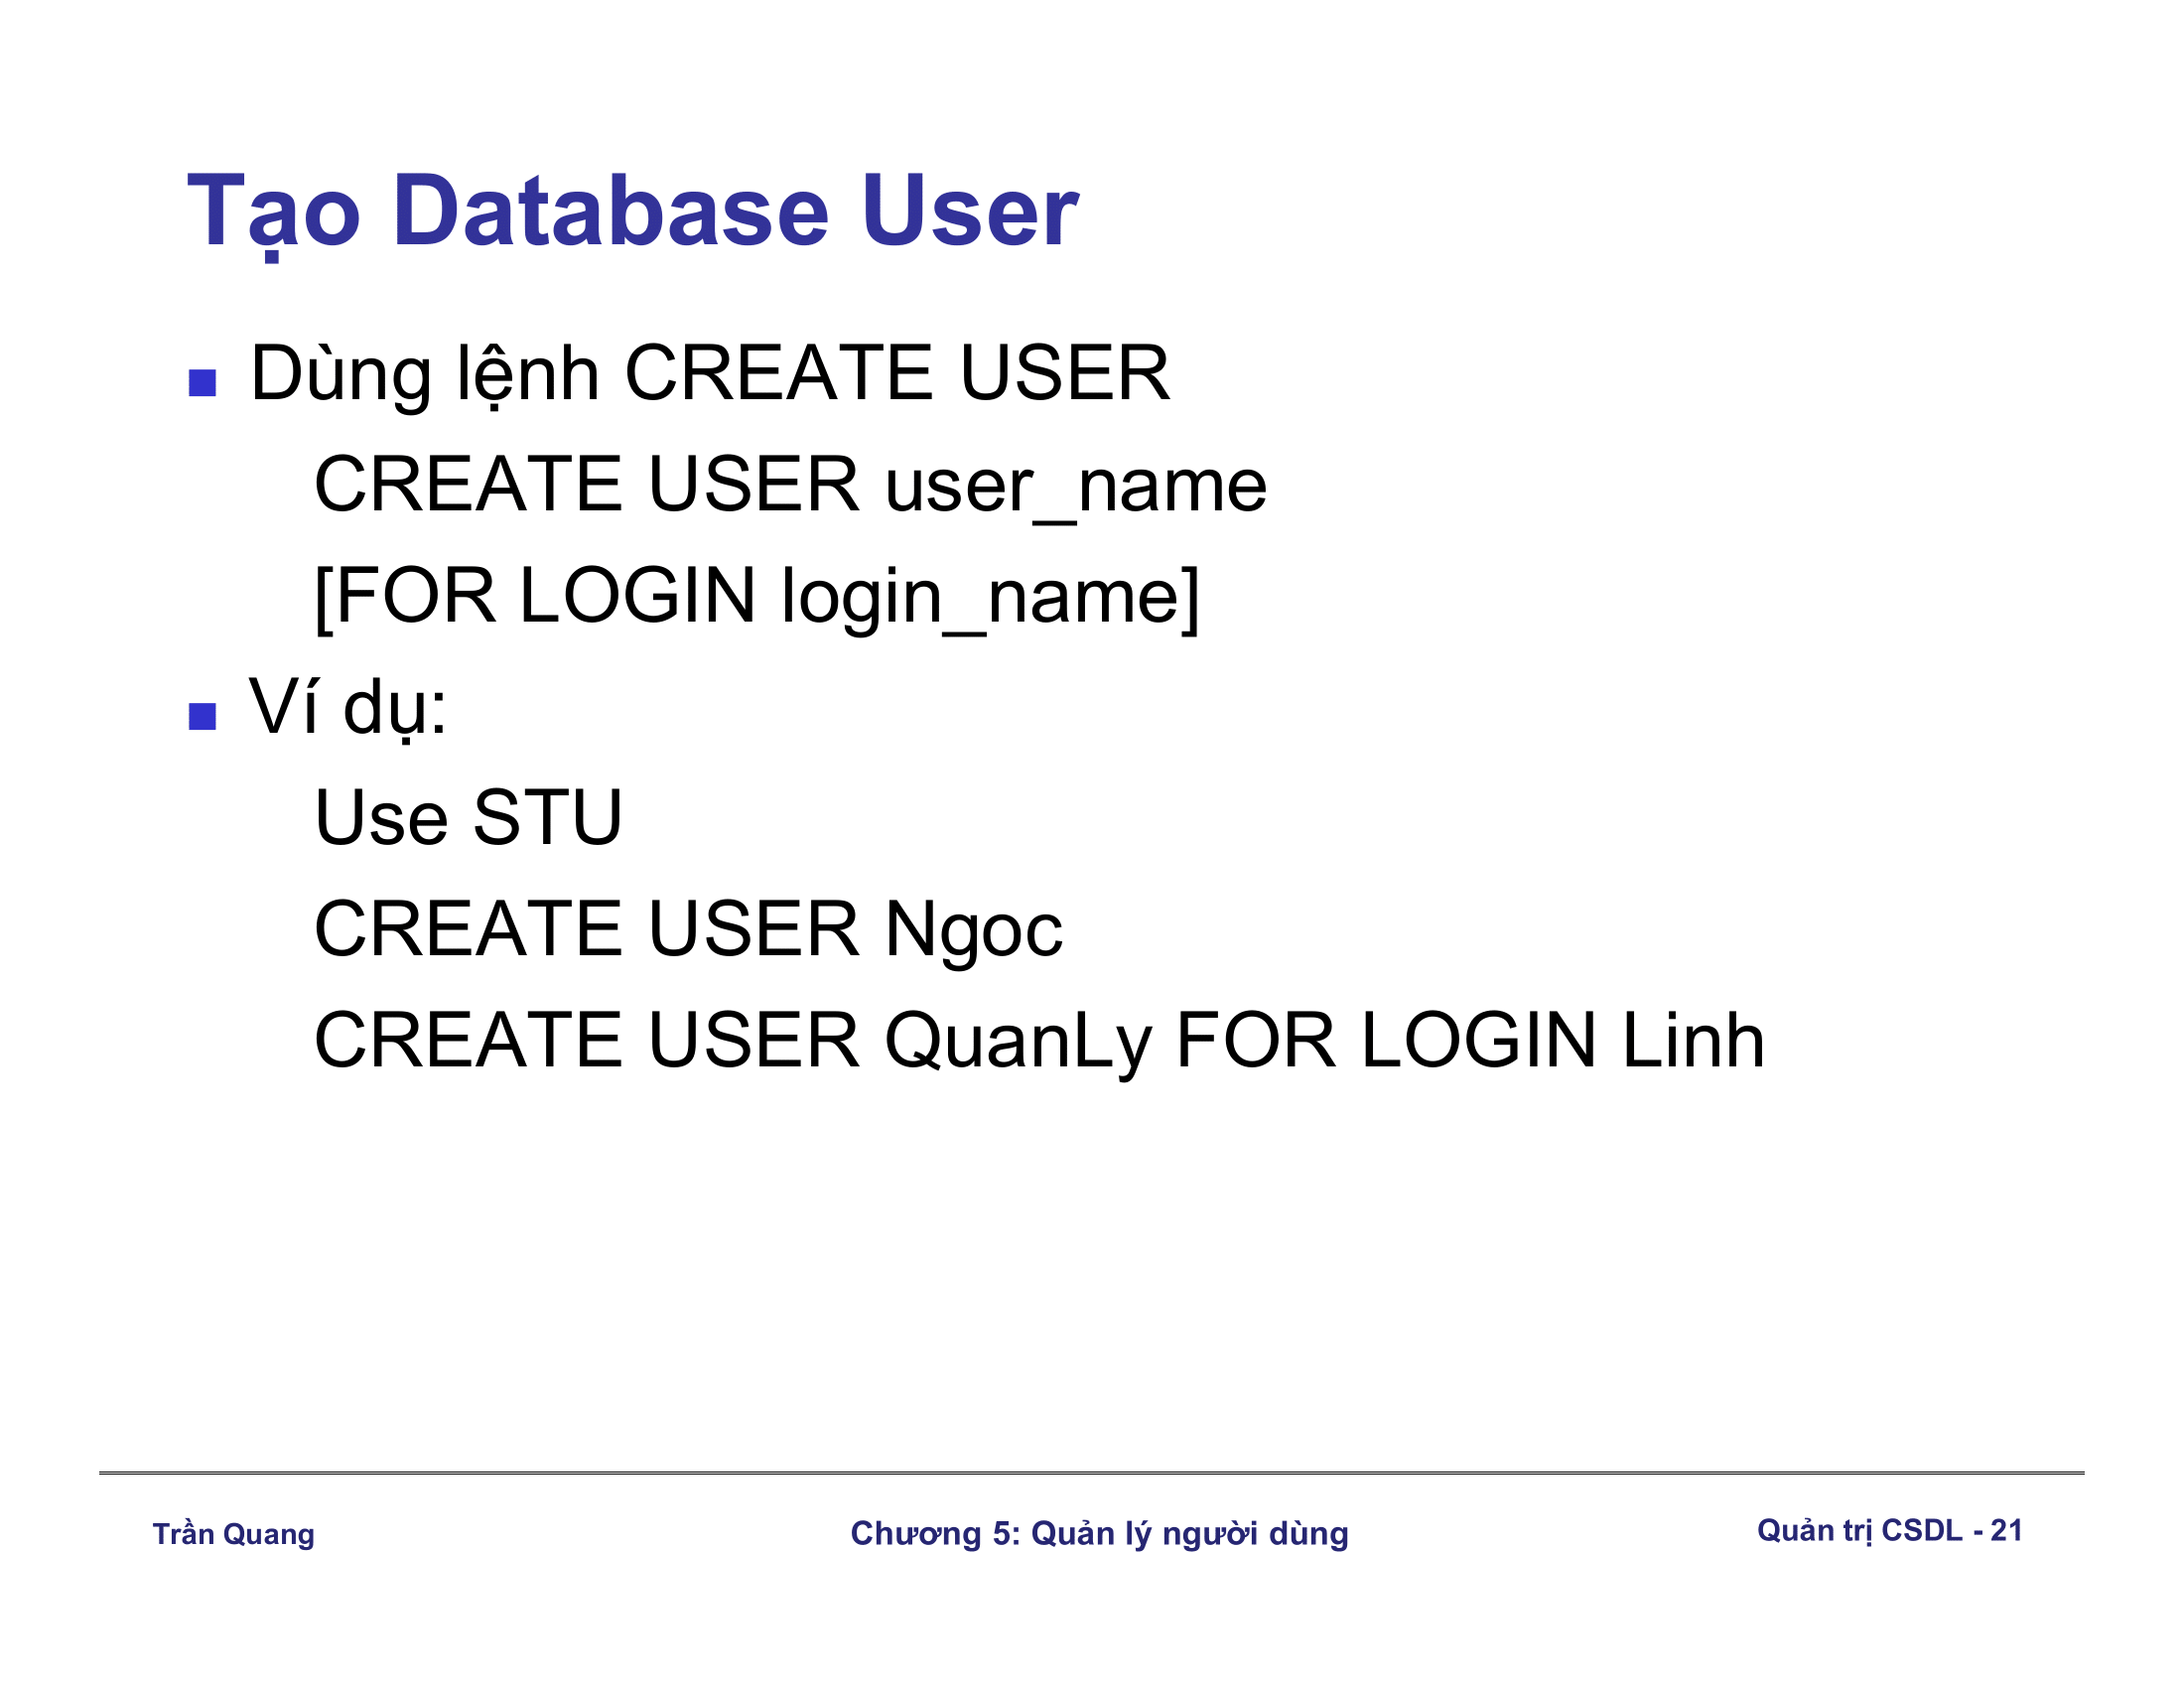 Tạo Database User
Dùng lệnh CREATE USER
CREATE USER user_name
[FOR LOGIN login_name]
Ví dụ:
Use STU
CREATE USER Ngoc
CREATE USER QuanLy FOR LOGIN Linh
Trần Quang
Chương 5: Quản lý người dùng
Quản trị CSDL - 21